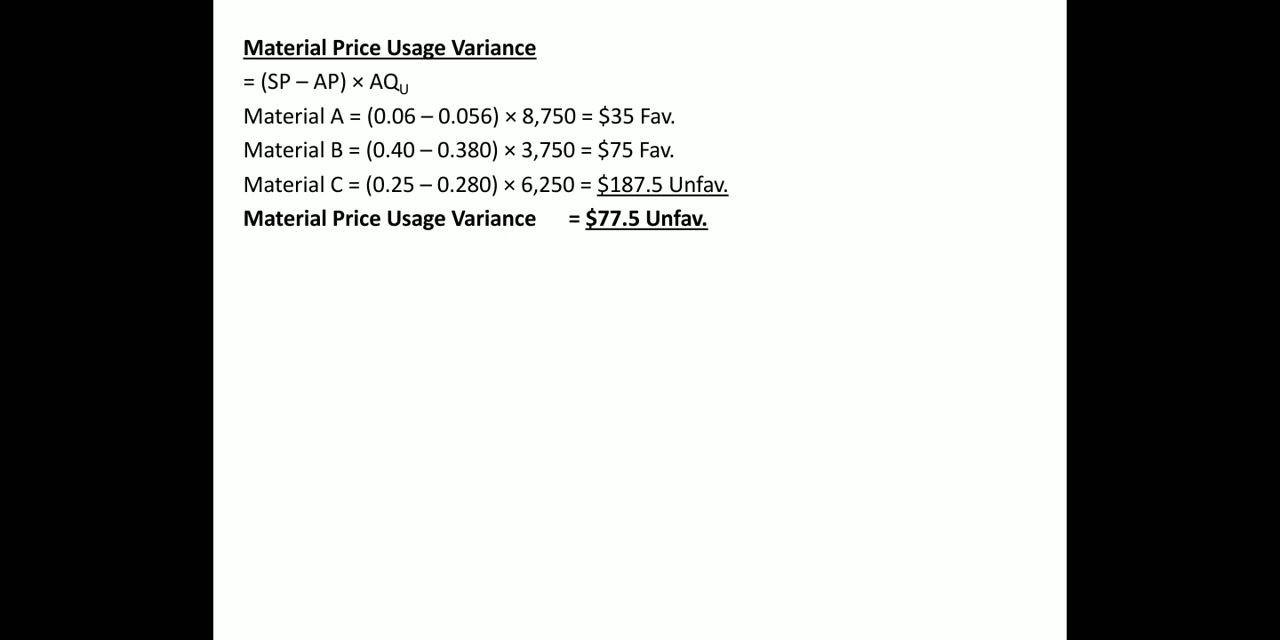 Material Price Usage Variance
= (SP – AP) × AQU
Material A = (0.06 – 0.056) × 8,750 = $35 Fav.
Material B = (0.40 – 0.380) × 3,750 = $75 Fav.
Material C = (0.25 – 0.280) × 6,250 = $187.5 Unfav.
Material Price Usage Variance = $77.5 Unfav.